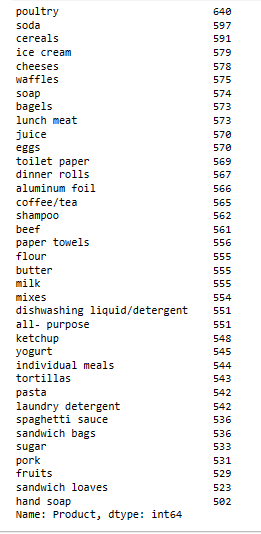 poultry 640
soda 597
cereals 591
ice cream 579
cheeses 578
waffles 575
soap 574
bagels 573
lunch meat 573
juice 570
eggs 570
toilet paper 569
dinner rolls 567
aluminum foil 566
coffee/tea 565
shampoo 562
beef 561
paper towels 556
flour 555
butter 555
milk 555
mixes 554
dishwashing liquid/detergent 551
all- purpose 551
ketchup 548
yogurt 545
individual meals 544
tortillas 543
pasta 542
laundry detergent 542
spaghetti sauce 536
sandwich bags 536
sugar 533
pork 531
fruits 529
sandwich loaves 523
hand soap 502
Name: Product, dtype: int64